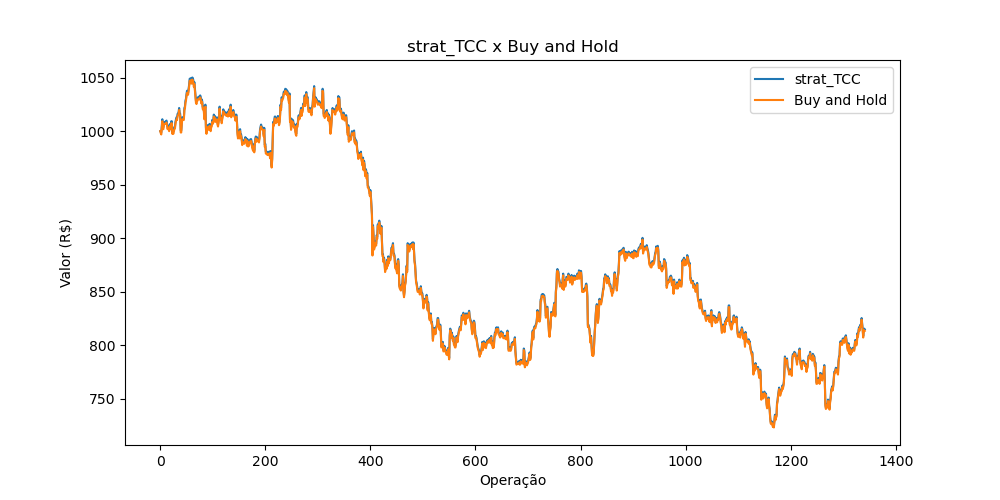 strat_TCC x Buy and Hold
strat_TCC
Buy and Hold
1050
1000
950
900
850
800
750
Valor (R$)
0 200 400 600 800 1000 1200 1400
Operação